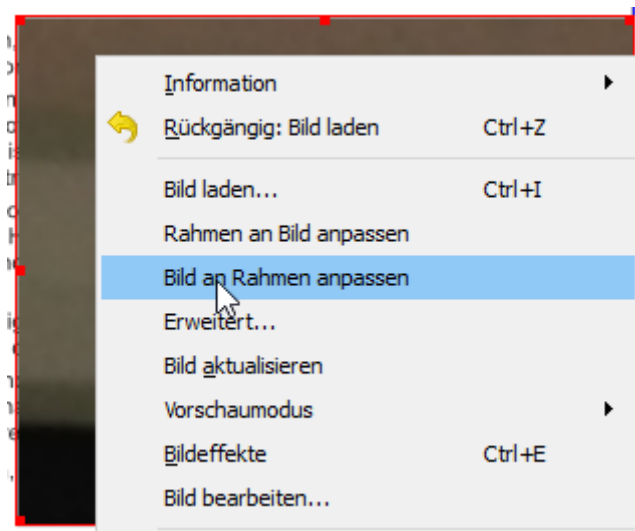 Information
Rückgängig: Bild laden Ctrl+Z
Bild laden... Ctrl+I
Rahmen an Bild anpassen
Bild an Rahmen anpassen
Erweitert...
Bild aktualisieren
Vorschaumodus
Bildeffekte Ctrl+E
Bild bearbeiten...